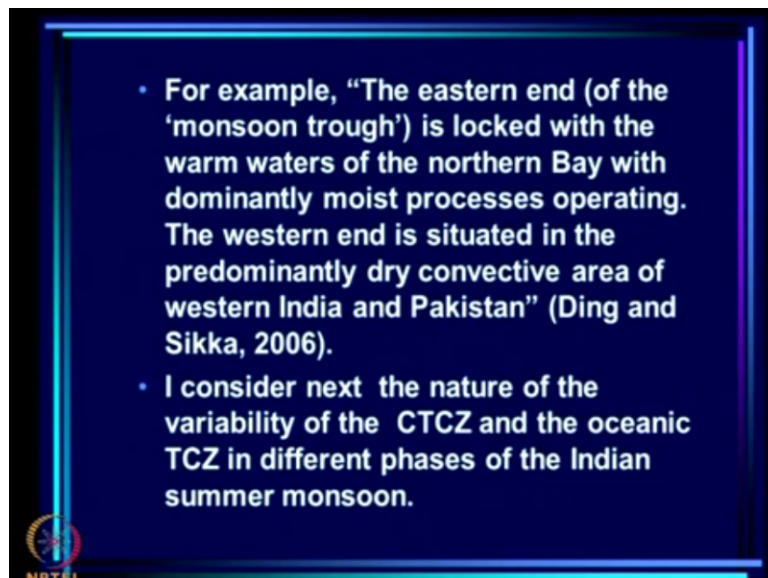 • For example, “The eastern end (of the
‘monsoon trough’) is locked with the
warm waters of the northern Bay with
dominantly moist processes operating.
The western end is situated in the
predominantly dry convective area of
western India and Pakistan” (Ding and
Sikka, 2006).
• I consider next the nature of the
variability of the CTCZ and the oceanic
TCZ in different phases of the Indian
summer monsoon.
NPTEL